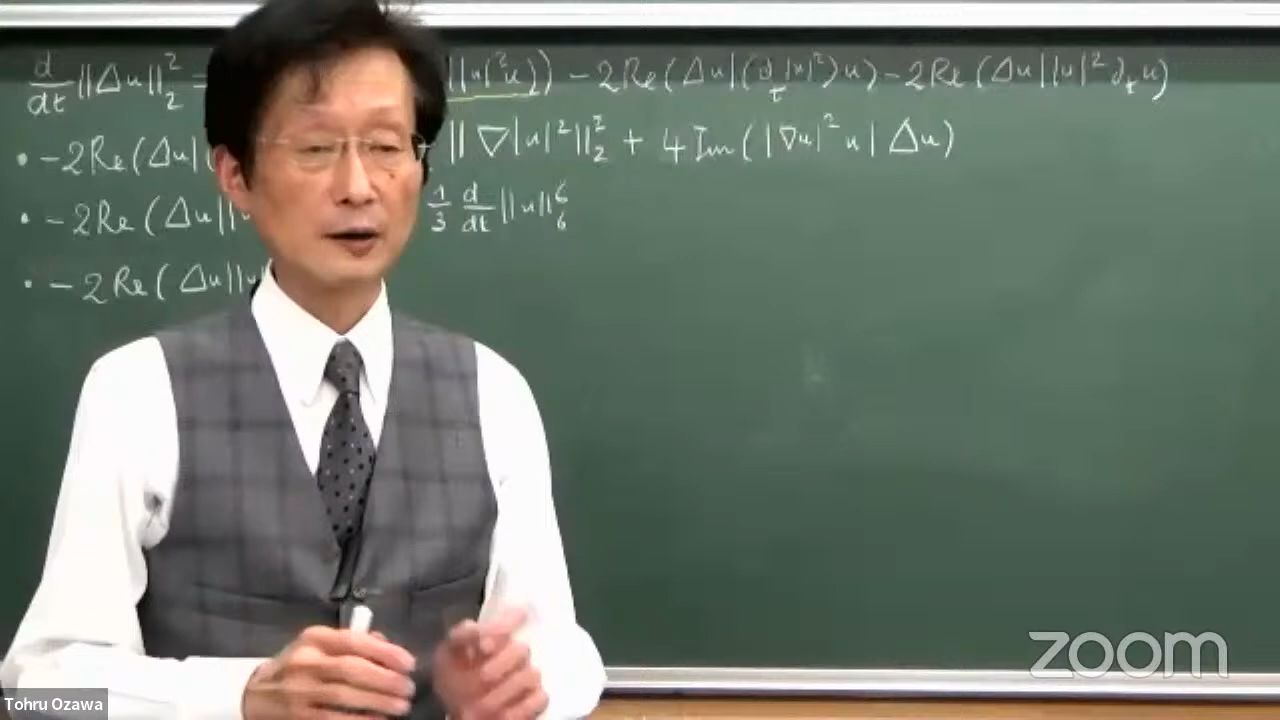 d/dt ‖Δu‖₂² = ||u|²u) − 2Re(Δu|(∂ₜ|u|²)u) − 2Re(Δu||u|²∂ₜu)
• −2Re(Δu| + ‖∇|u|²‖₂² + 4Im(|∇u|²u|Δu)
• −2Re(Δu|| 1/3 d/dt ‖u‖₆⁶
• −2Re(Δu||u
zoom
Tohru Ozawa